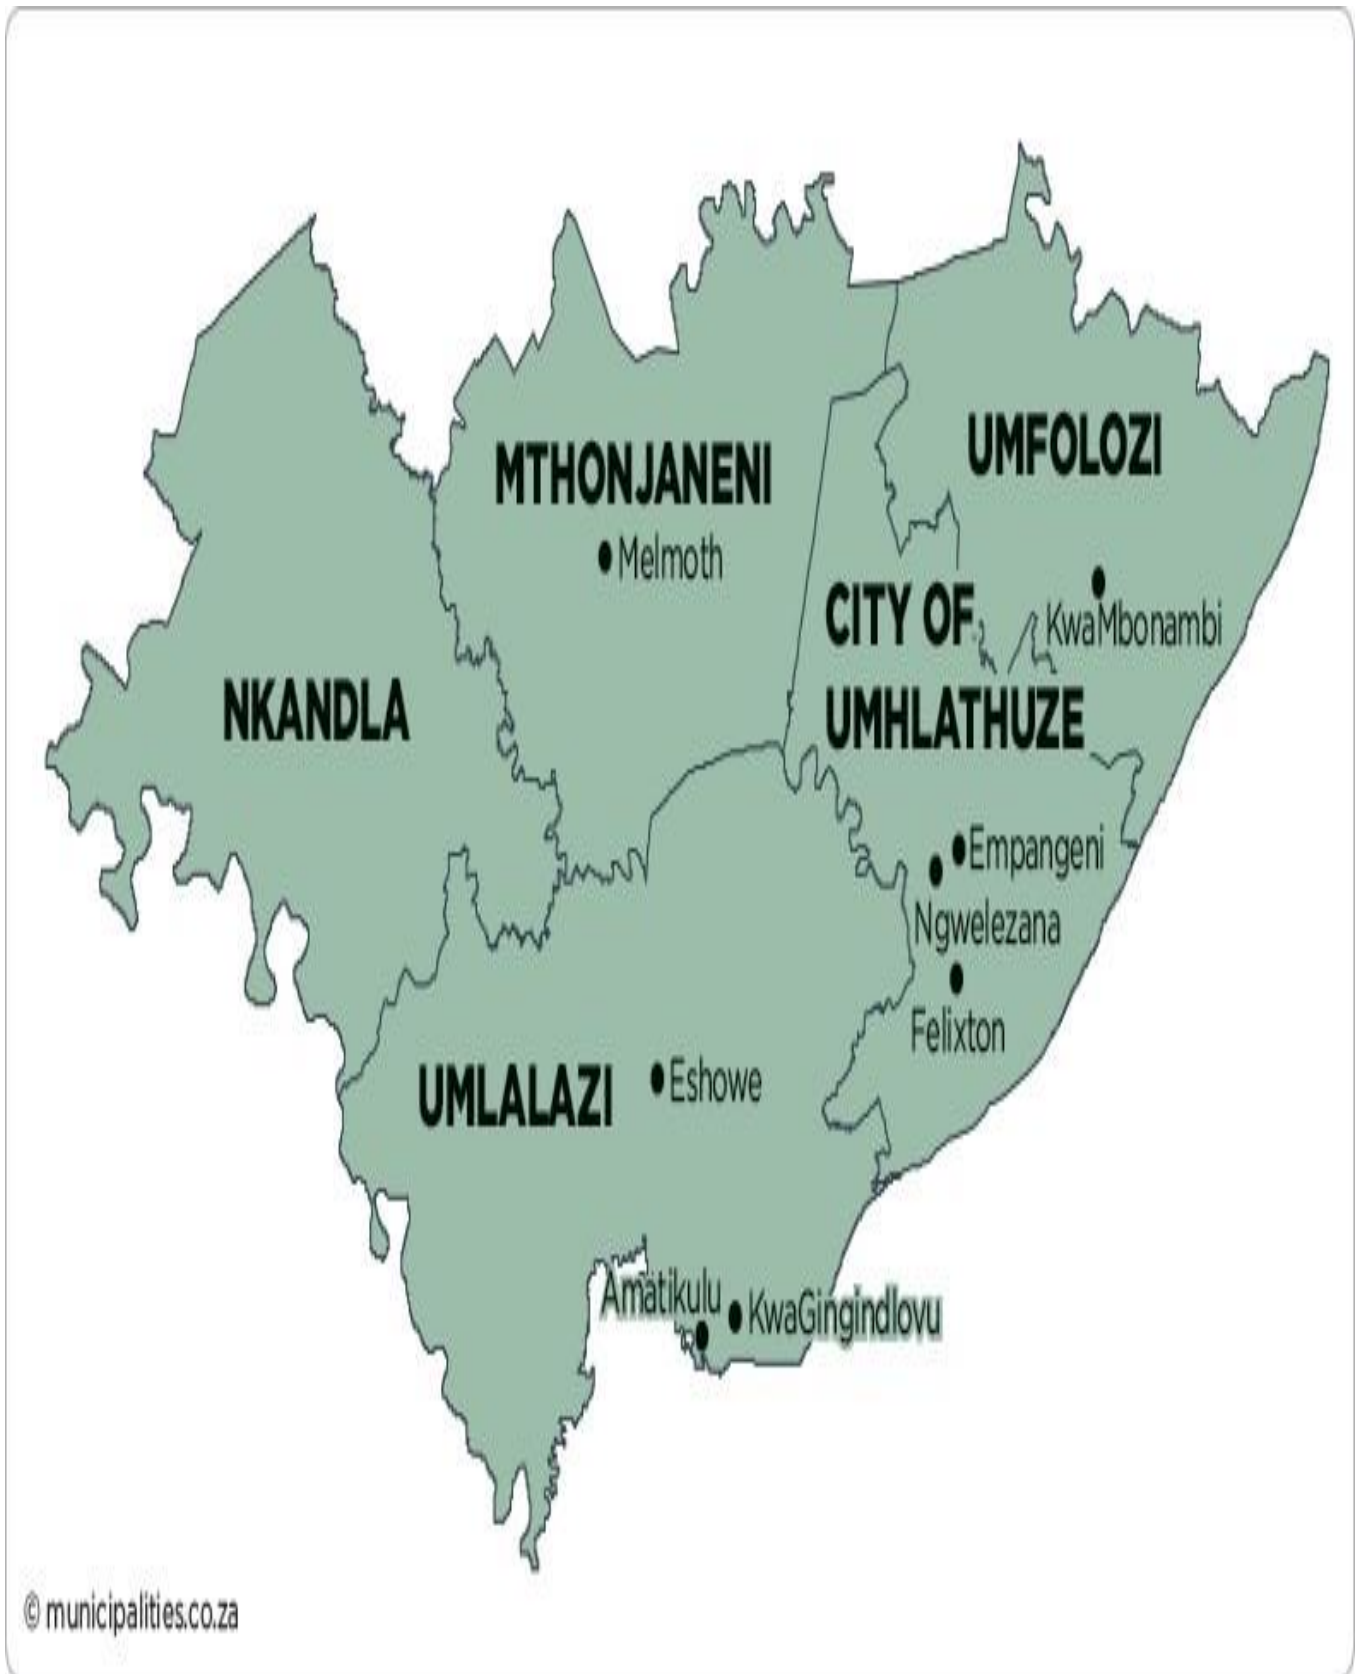 MTHONJANENI
Melmoth
UMFOLOZI
KwaMbonambi
CITY OF
UMHLATHUZE
NKANDLA
Empangeni
Ngwelezana
Felixton
UMLALAZI
Eshowe
Amatikulu
KwaGingindlovu
© municipalities.co.za